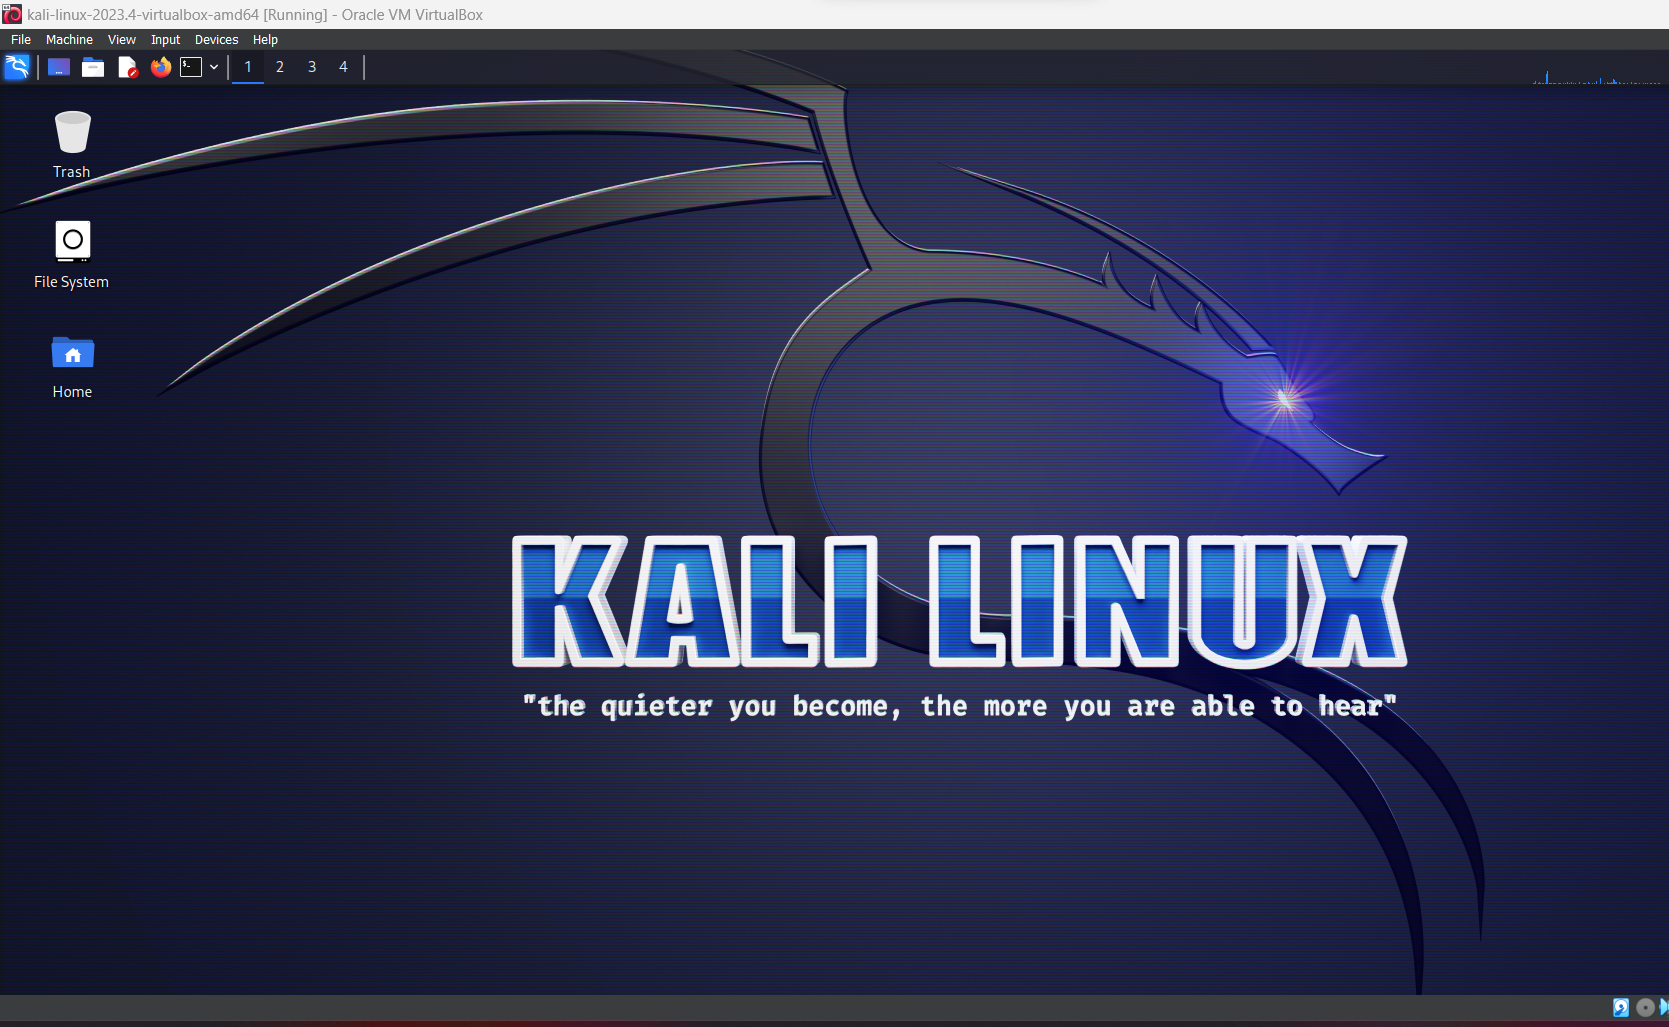 kali-linux-2023.4-virtualbox-amd64 [Running] - Oracle VM VirtualBox
File Machine View Input Devices Help
1 2 3 4
Trash
File System
Home
KALI LINUX
"the quieter you become, the more you are able to hear"